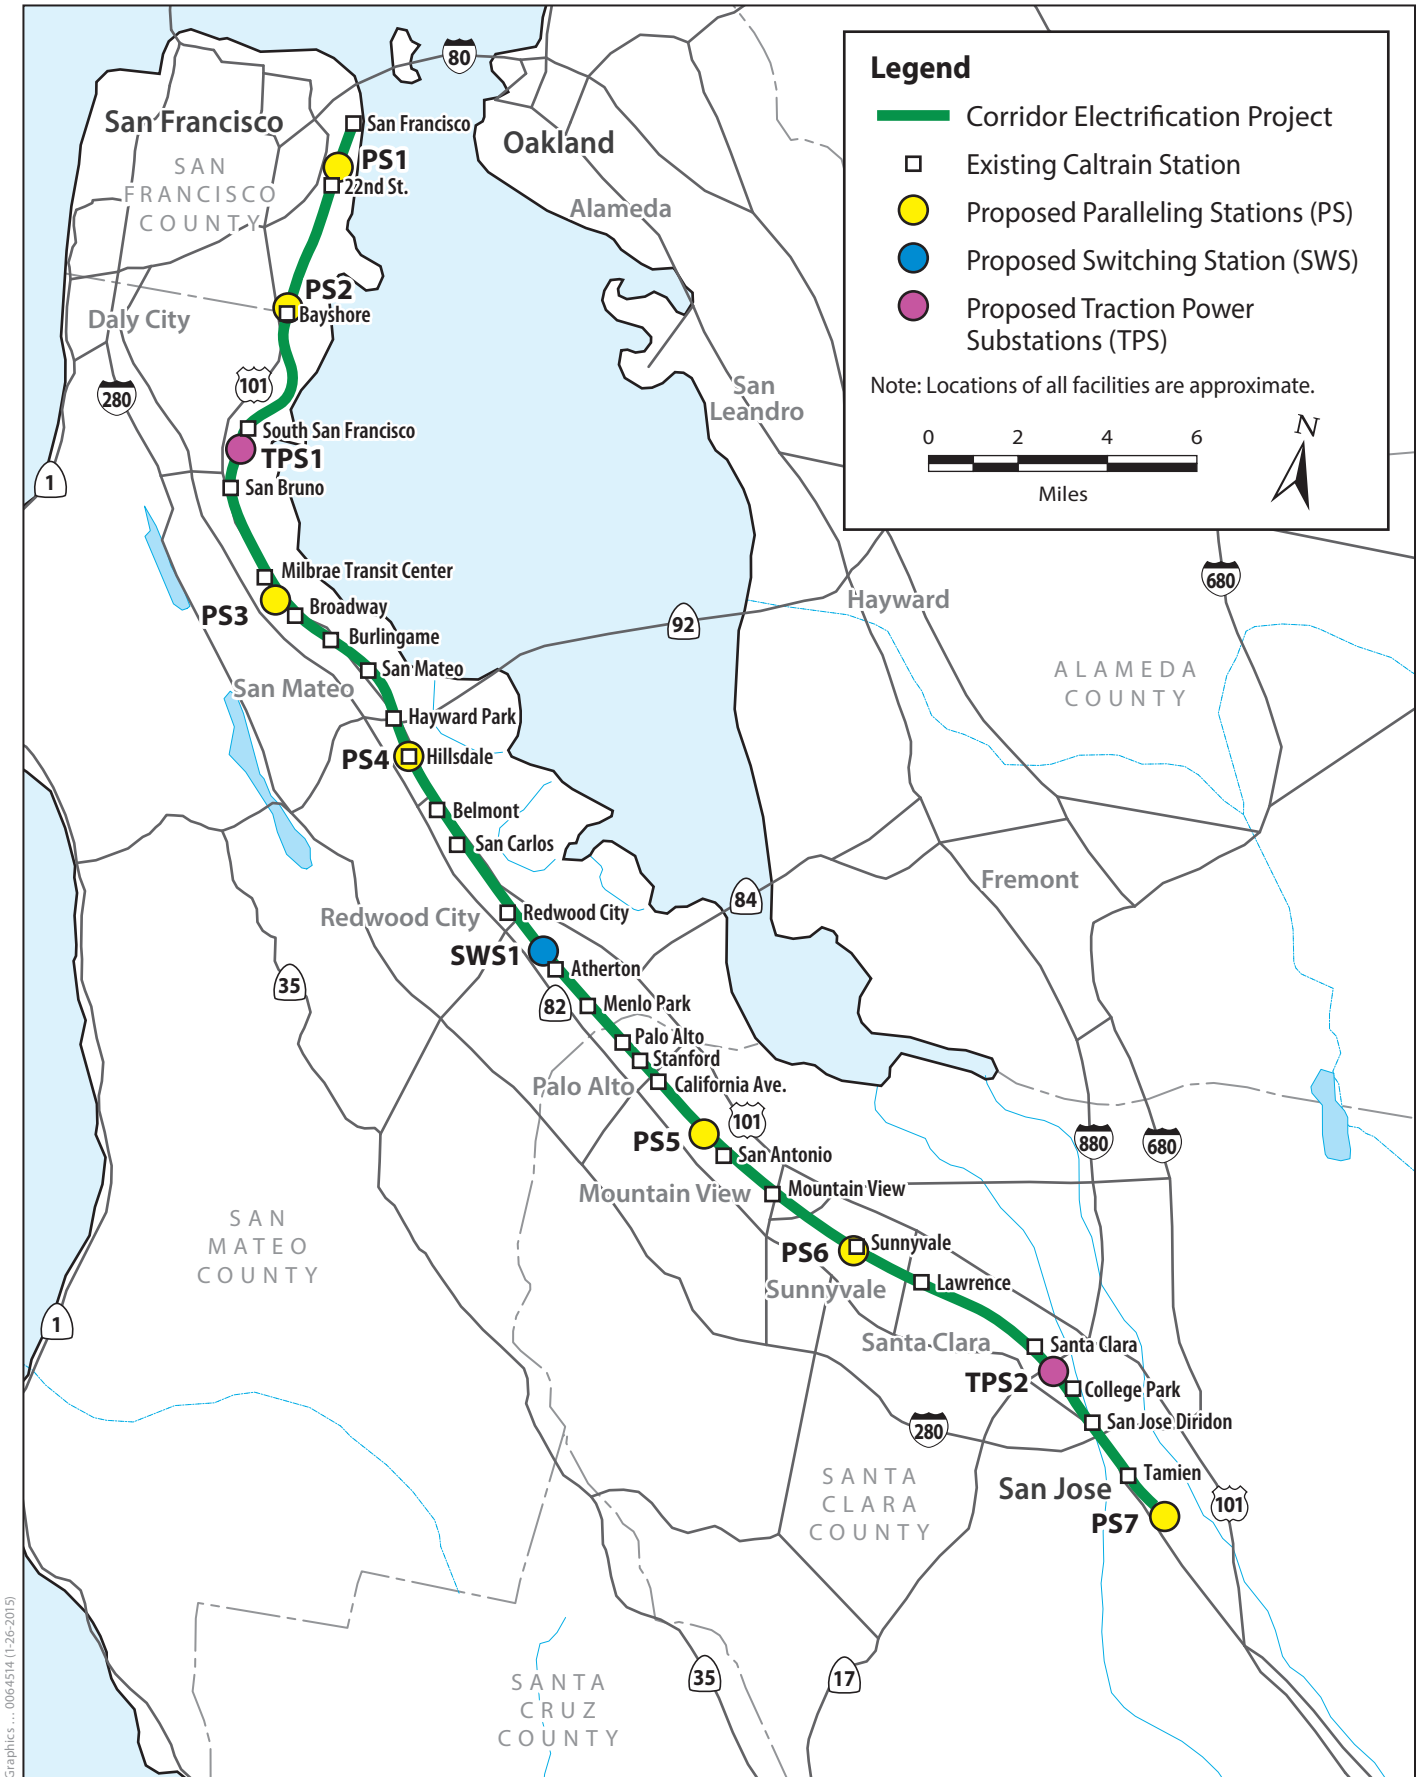 Legend
Corridor Electrification Project
Existing Caltrain Station
Proposed Paralleling Stations (PS)
Proposed Switching Station (SWS)
Proposed Traction Power
Substations (TPS)
Note: Locations of all facilities are approximate.
0 2 4 6
Miles
N
80
San Francisco
San Francisco
Oakland
PS1
SAN
FRANCISCO
COUNTY
22nd St.
Alameda
PS2
Bayshore
Daly City
101
280
San
Leandro
South San Francisco
TPS1
1
San Bruno
Milbrae Transit Center
680
PS3
Broadway
Hayward
Burlingame
92
San Mateo
San Mateo
ALAMEDA
COUNTY
Hayward Park
PS4
Hillsdale
Belmont
San Carlos
Fremont
84
Redwood City
Redwood City
SWS1
Atherton
35
82
Menlo Park
Palo Alto
Stanford
Palo Alto
California Ave.
101
PS5
880
680
San Antonio
Mountain View
Mountain View
SAN
MATEO
COUNTY
PS6
Sunnyvale
Sunnyvale
Lawrence
1
Santa Clara
Santa Clara
TPS2
College Park
280
San Jose Diridon
SANTA
CLARA
COUNTY
Tamien
San Jose
101
PS7
35
17
SANTA
CRUZ
COUNTY
Graphics … 0064514 (1-26-2015)